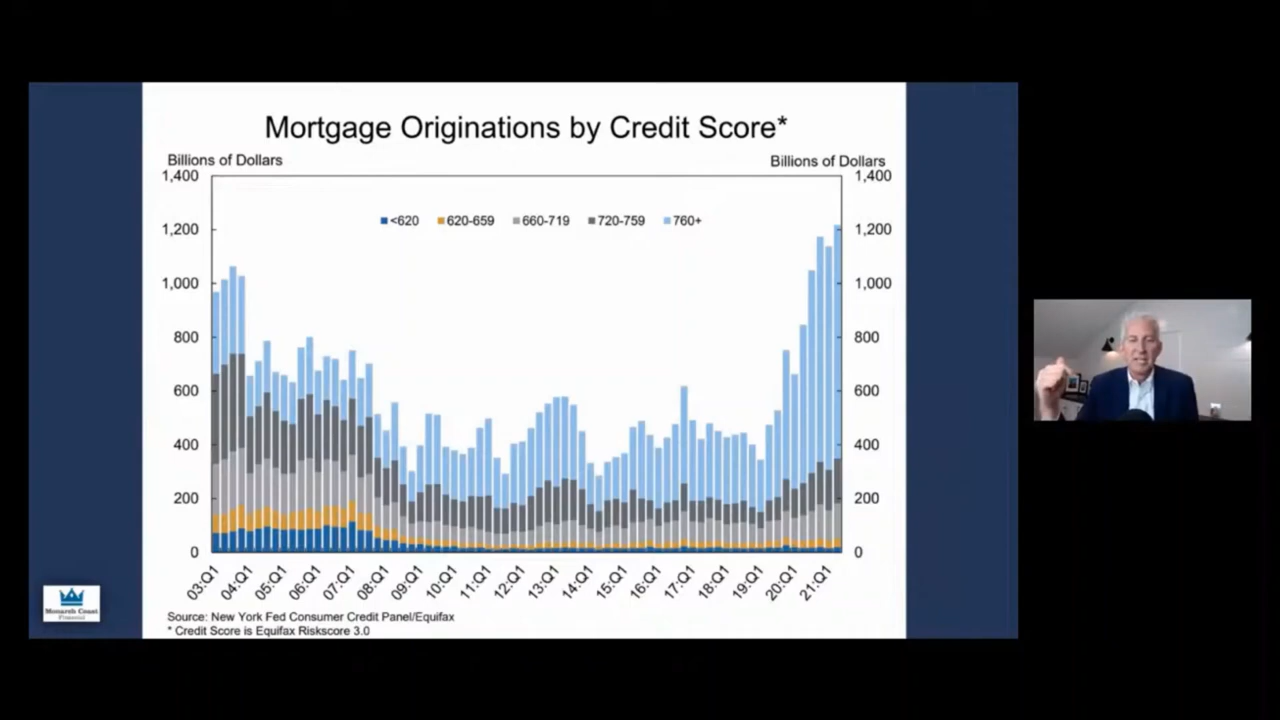 Mortgage Originations by Credit Score*
Billions of Dollars
Billions of Dollars
1,400
1,400
<620
620-659
660-719
720-759
760+
1,200
1,200
1,000
1,000
800
800
600
600
400
400
200
200
0
0
03:Q1
04:Q1
05:Q1
06:Q1
07:Q1
08:Q1
09:Q1
10:Q1
11:Q1
12:Q1
13:Q1
14:Q1
15:Q1
16:Q1
17:Q1
18:Q1
19:Q1
20:Q1
21:Q1
Monarch Coast
Financial
Source: New York Fed Consumer Credit Panel/Equifax
* Credit Score is Equifax Riskscore 3.0